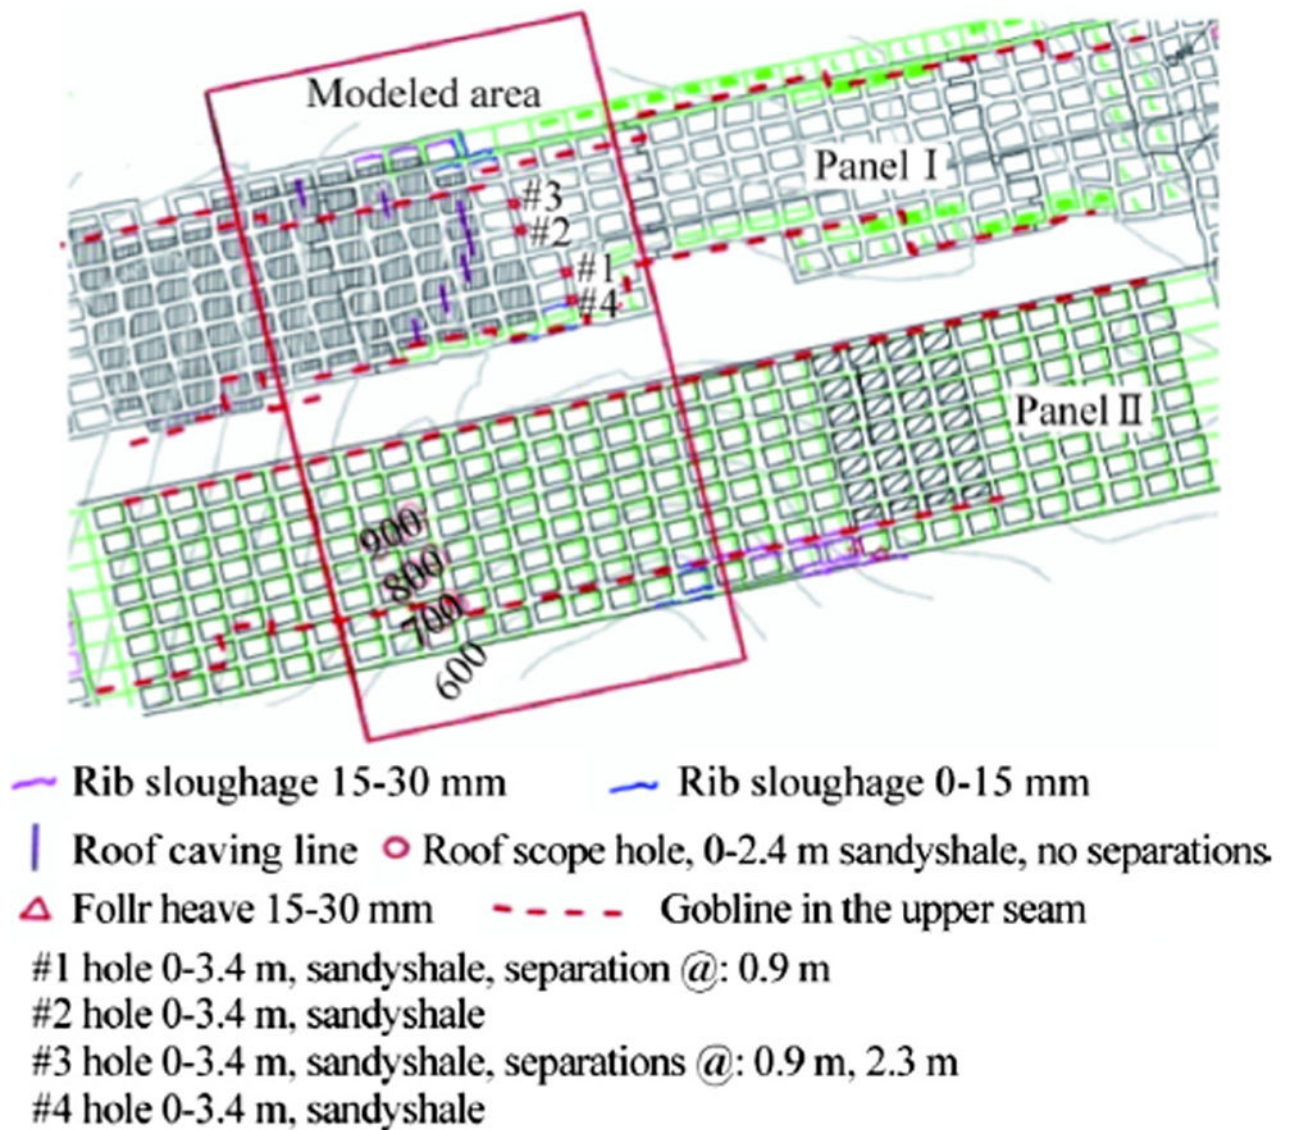 Modeled area
Panel I
#3
#2
#1
#4
Panel II
900
800
700
600
Rib sloughage 15-30 mm
Rib sloughage 0-15 mm
Roof caving line
Roof scope hole, 0-2.4 m sandyshale, no separations.
Follr heave 15-30 mm
Gobline in the upper seam
#1 hole 0-3.4 m, sandyshale, separation @: 0.9 m
#2 hole 0-3.4 m, sandyshale
#3 hole 0-3.4 m, sandyshale, separations @: 0.9 m, 2.3 m
#4 hole 0-3.4 m, sandyshale